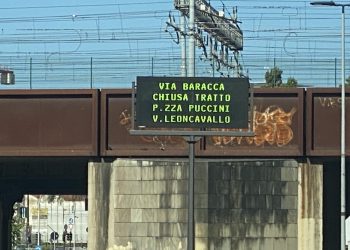 VIA BARACCA
CHIUSA TRATTO
P.ZZA PUCCINI
V.LEONCAVALLO